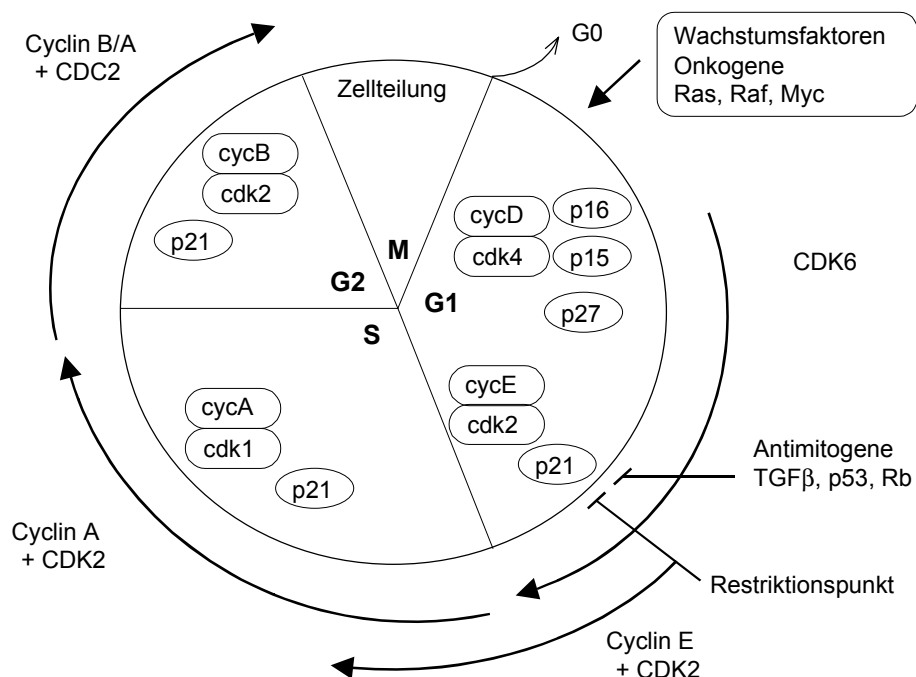 Cyclin B/A
+ CDC2
G0
Wachstumsfaktoren
Onkogene
Ras, Raf, Myc
Zellteilung
cycB
cdk2
p21
cycD
cdk4
p16
p15
p27
CDK6
M
G2
G1
S
cycE
cdk2
p21
cycA
cdk1
p21
Antimitogene
TGFβ, p53, Rb
Cyclin A
+ CDK2
Restriktionspunkt
Cyclin E
+ CDK2